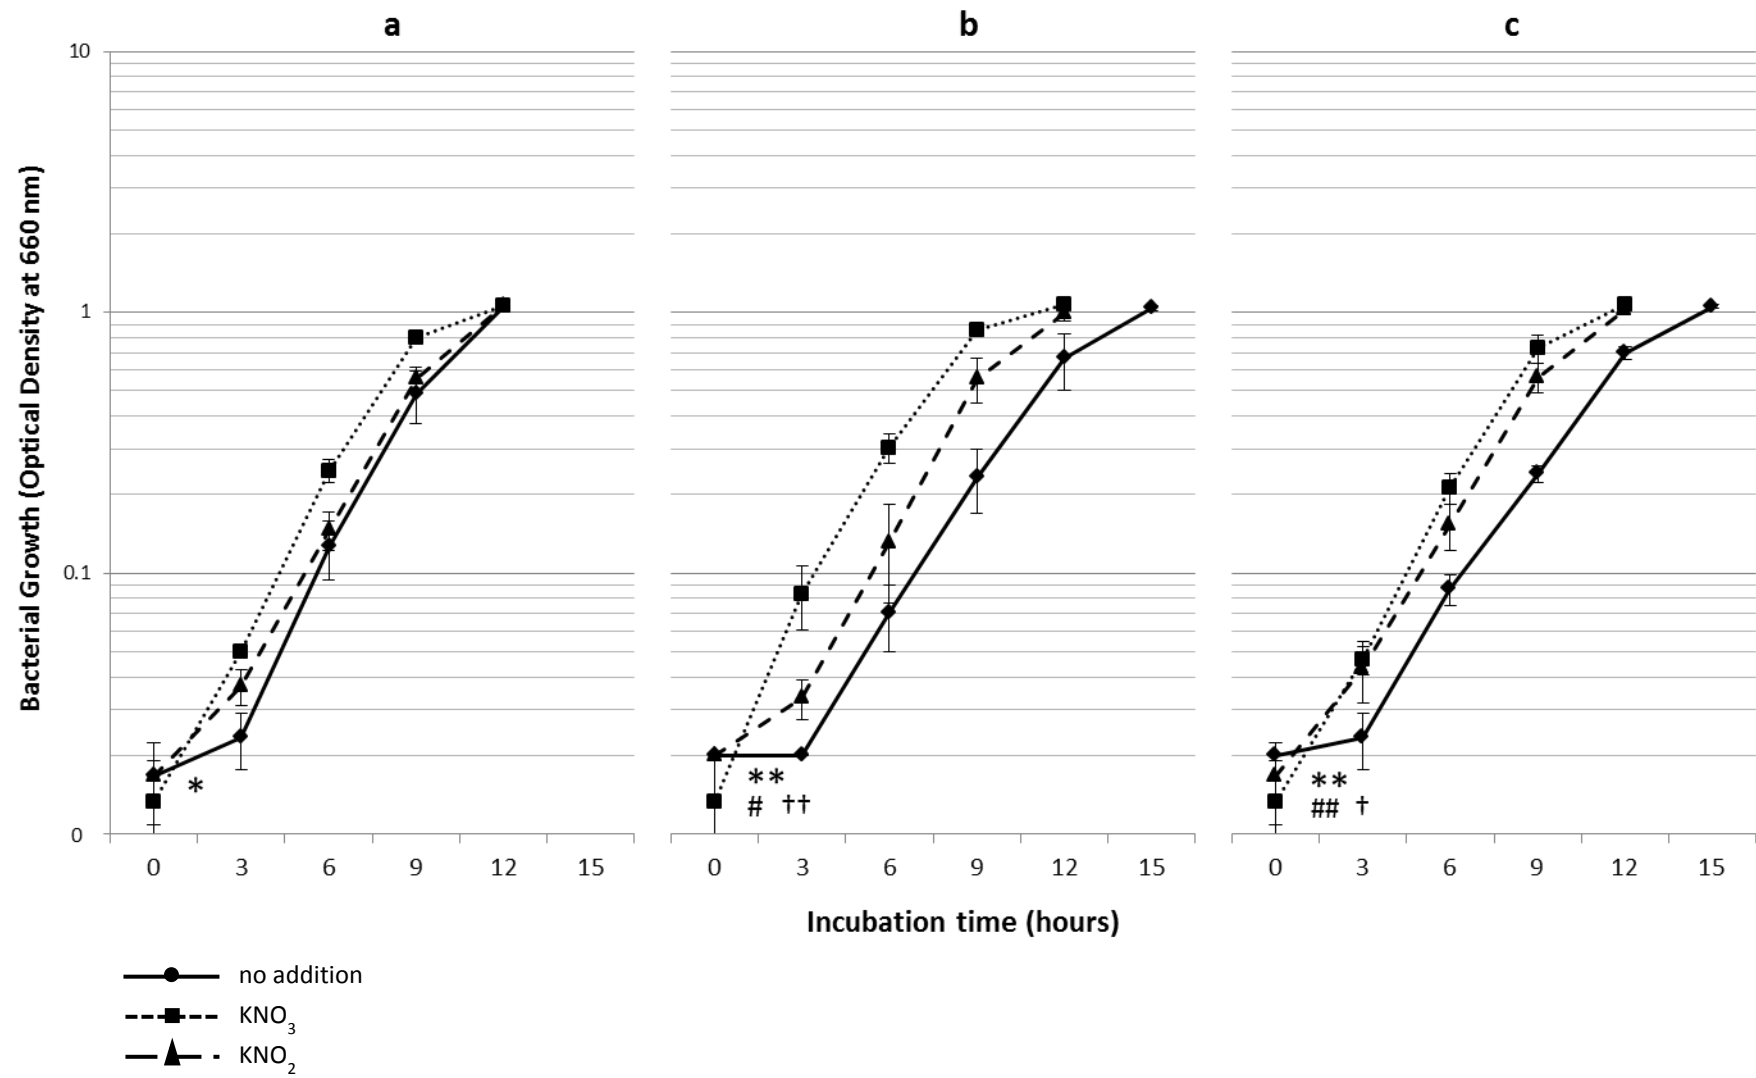 a b c
Bacterial Growth (Optical Density at 660 nm)
10
1
0.1
0
*
** 
# ††
**
## †
0 3 6 9 12 15
0 3 6 9 12 15
0 3 6 9 12 15
Incubation time (hours)
no addition
KNO3
KNO2